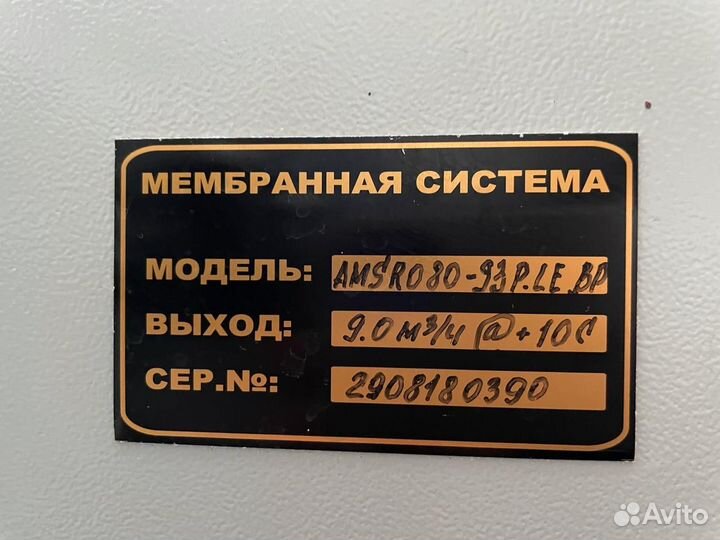 МЕМБРАННАЯ СИСТЕМА
МОДЕЛЬ: AMSRO80-93P.LE.BP
ВЫХОД: 9.0 м³/ч @+10С
СЕР.№: 2908180390
Avito